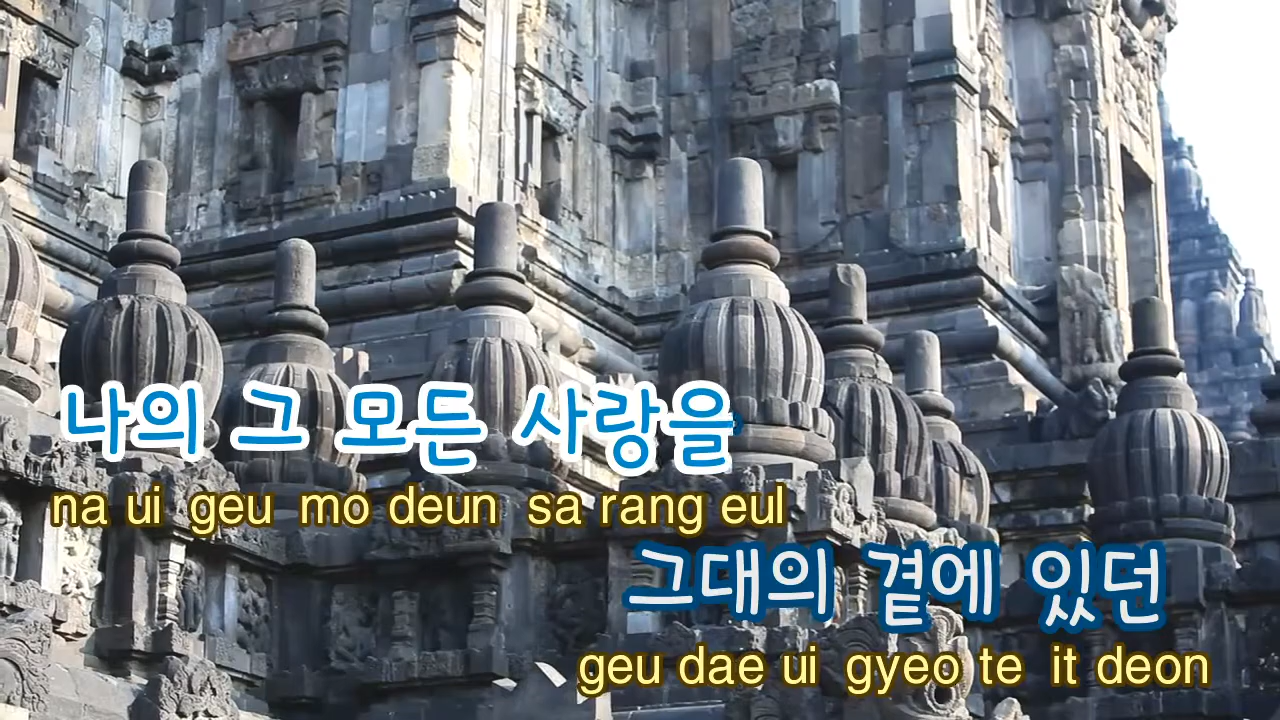 나의 그 모든 사랑을
na ui geu mo deun sa rang eul
그대의 곁에 있던
geu dae ui gyeo te it deon